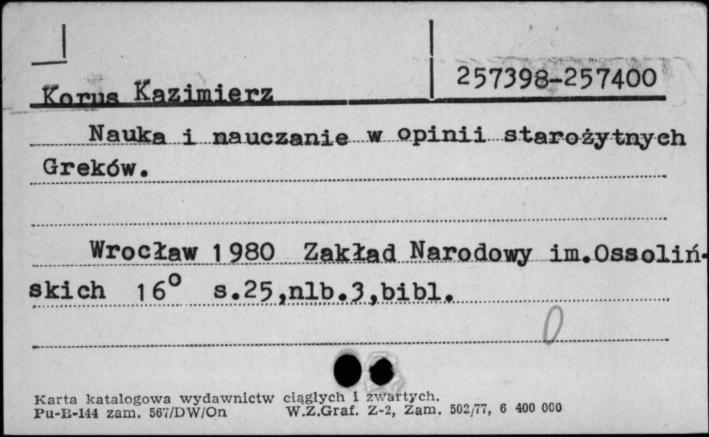 257398-257400
Korus Kazimierz
Nauka i nauczanie w opinii starożytnych
Greków.
Wrocław 1980 Zakład Narodowy im.Ossoliń-
skich 16° s.25,nlb.3,bibl.
0
Karta katalogowa wydawnictw ciągłych i zwartych.
Pu-B-144 zam. 567/DW/On W.Z.Graf. Z-2, Zam. 502/77, 6 400 000